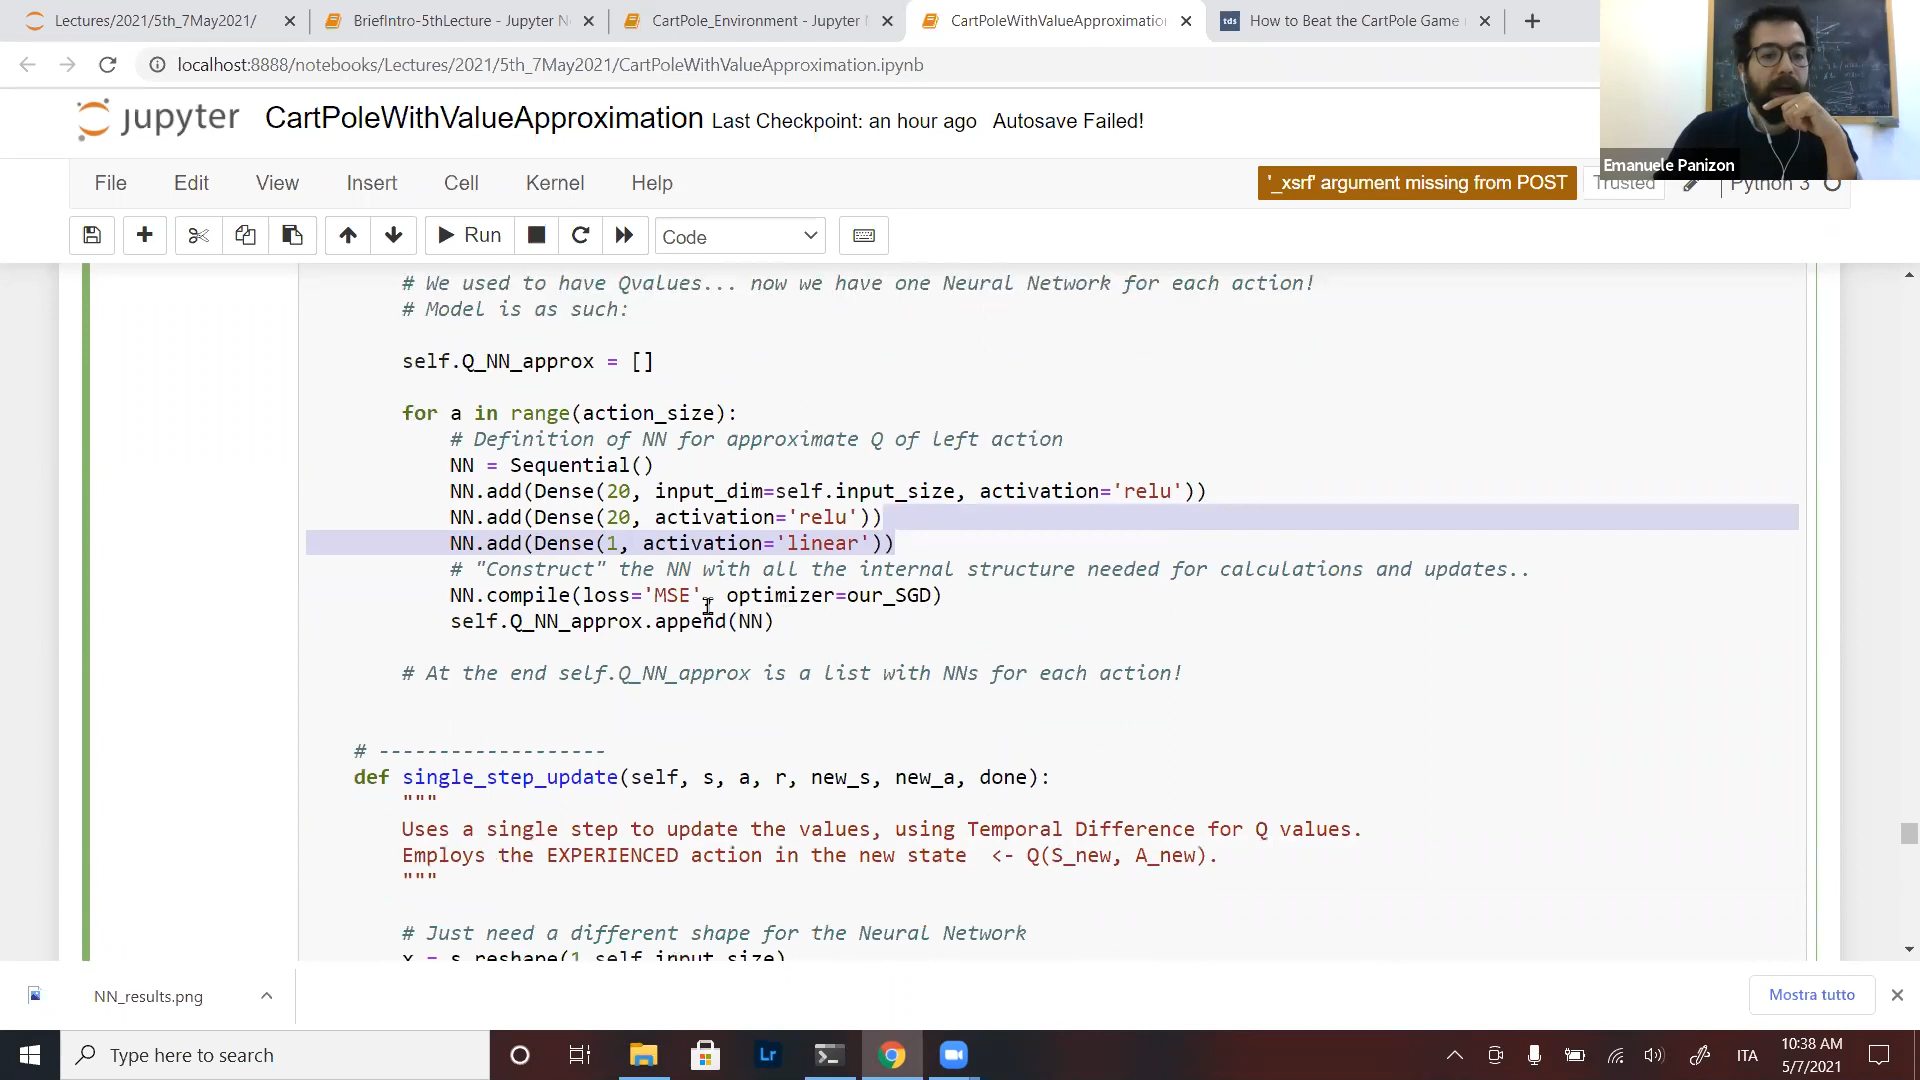 Lectures/2021/5th_7May2021/
BriefIntro-5thLecture - Jupyter N
CartPole_Environment - Jupyter
CartPoleWithValueApproximatio
tds How to Beat the CartPole Game
localhost:8888/notebooks/Lectures/2021/5th_7May2021/CartPoleWithValueApproximation.ipynb
jupyter CartPoleWithValueApproximation Last Checkpoint: an hour ago Autosave Failed!
Emanuele Panizon
File Edit View Insert Cell Kernel Help
'_xsrf' argument missing from POST
Trusted
Python 3
Run
Code
# We used to have Qvalues... now we have one Neural Network for each action!
# Model is as such:
self.Q_NN_approx = []
for a in range(action_size):
# Definition of NN for approximate Q of left action
NN = Sequential()
NN.add(Dense(20, input_dim=self.input_size, activation='relu'))
NN.add(Dense(20, activation='relu'))
NN.add(Dense(1, activation='linear'))
# "Construct" the NN with all the internal structure needed for calculations and updates..
NN.compile(loss='MSE', optimizer=our_SGD)
self.Q_NN_approx.append(NN)
# At the end self.Q_NN_approx is a list with NNs for each action!
# -------------------
def single_step_update(self, s, a, r, new_s, new_a, done):
"""
Uses a single step to update the values, using Temporal Difference for Q values.
Employs the EXPERIENCED action in the new state <- Q(S_new, A_new).
"""
# Just need a different shape for the Neural Network
x = s.reshape(1,self.input_size)
NN_results.png
Mostra tutto
Type here to search
Lr
ITA
10:38 AM
5/7/2021